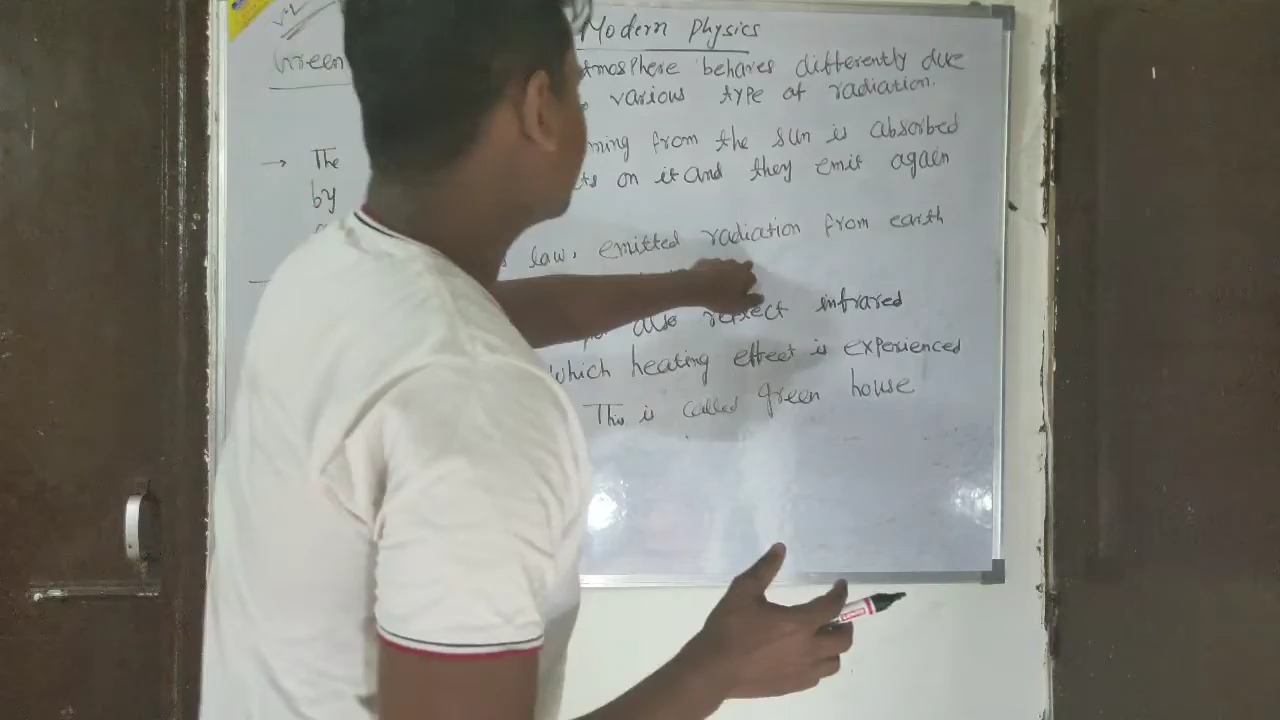 Modern Physics
Green
tmosphere behaves differently due
various type of radiation.
→ The ming from the sun is absorbed
by ts on it and they emit again
s law, emitted radiation from earth
also reflect infrared
which heating effect is experienced
This is called green house